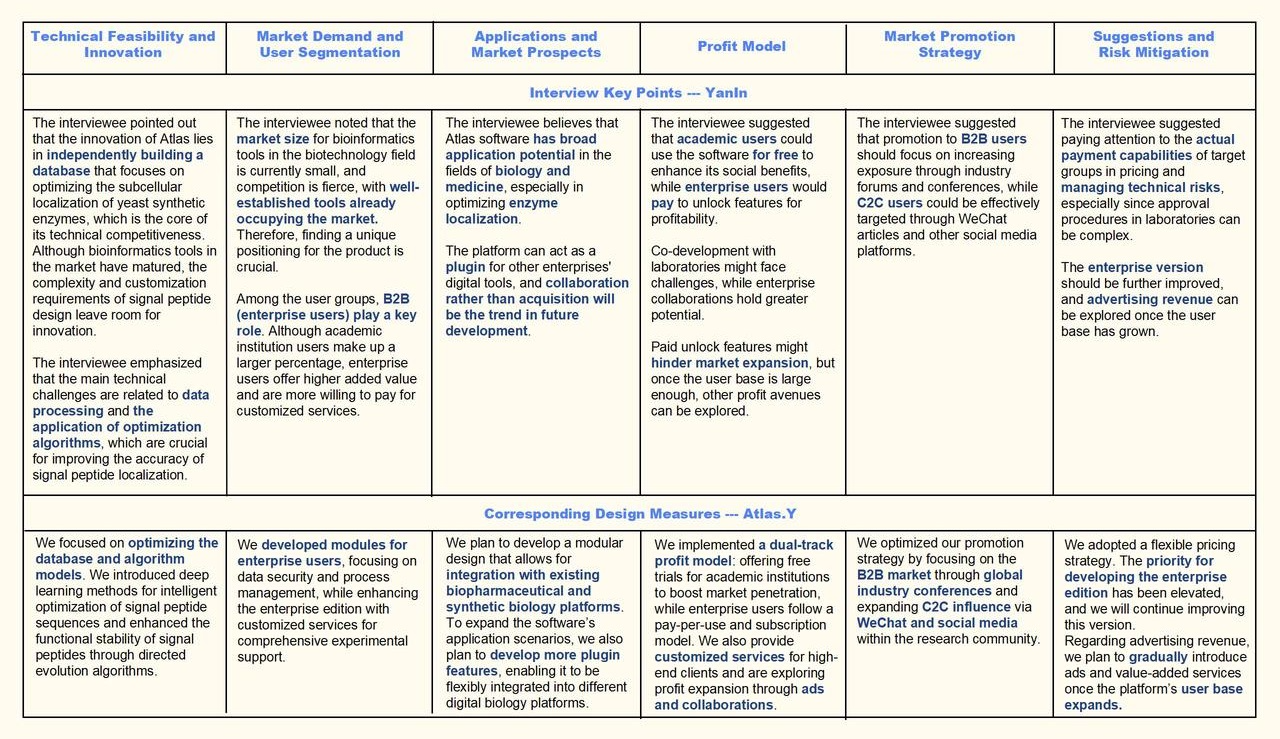 Technical Feasibility and
Innovation
Market Demand and
User Segmentation
Applications and
Market Prospects
Profit Model
Market Promotion
Strategy
Suggestions and
Risk Mitigation
Interview Key Points --- YanIn
The interviewee pointed out
that the innovation of Atlas lies
in independently building a
database that focuses on
optimizing the subcellular
localization of yeast synthetic
enzymes, which is the core of
its technical competitiveness.
Although bioinformatics tools in
the market have matured, the
complexity and customization
requirements of signal peptide
design leave room for
innovation.
The interviewee emphasized
that the main technical
challenges are related to data
processing and the
application of optimization
algorithms, which are crucial
for improving the accuracy of
signal peptide localization.
The interviewee noted that the
market size for bioinformatics
tools in the biotechnology field
is currently small, and
competition is fierce, with well-
established tools already
occupying the market.
Therefore, finding a unique
positioning for the product is
crucial.
Among the user groups, B2B
(enterprise users) play a key
role. Although academic
institution users make up a
larger percentage, enterprise
users offer higher added value
and are more willing to pay for
customized services.
The interviewee believes that
Atlas software has broad
application potential in the
fields of biology and
medicine, especially in
optimizing enzyme
localization.
The platform can act as a
plugin for other enterprises'
digital tools, and collaboration
rather than acquisition will
be the trend in future
development.
The interviewee suggested
that academic users could
use the software for free to
enhance its social benefits,
while enterprise users would
pay to unlock features for
profitability.
Co-development with
laboratories might face
challenges, while enterprise
collaborations hold greater
potential.
Paid unlock features might
hinder market expansion, but
once the user base is large
enough, other profit avenues
can be explored.
The interviewee suggested
that promotion to B2B users
should focus on increasing
exposure through industry
forums and conferences, while
C2C users could be effectively
targeted through WeChat
articles and other social media
platforms.
The interviewee suggested
paying attention to the actual
payment capabilities of target
groups in pricing and
managing technical risks,
especially since approval
procedures in laboratories can
be complex.
The enterprise version
should be further improved,
and advertising revenue can
be explored once the user
base has grown.
Corresponding Design Measures --- Atlas.Y
We focused on optimizing the
database and algorithm
models. We introduced deep
learning methods for intelligent
optimization of signal peptide
sequences and enhanced the
functional stability of signal
peptides through directed
evolution algorithms.
We developed modules for
enterprise users, focusing on
data security and process
management, while enhancing
the enterprise edition with
customized services for
comprehensive experimental
support.
We plan to develop a modular
design that allows for
integration with existing
biopharmaceutical and
synthetic biology platforms.
To expand the software's
application scenarios, we also
plan to develop more plugin
features, enabling it to be
flexibly integrated into different
digital biology platforms.
We implemented a dual-track
profit model: offering free
trials for academic institutions
to boost market penetration,
while enterprise users follow a
pay-per-use and subscription
model. We also provide
customized services for high-
end clients and are exploring
profit expansion through ads
and collaborations.
We optimized our promotion
strategy by focusing on the
B2B market through global
industry conferences and
expanding C2C influence via
WeChat and social media
within the research community.
We adopted a flexible pricing
strategy. The priority for
developing the enterprise
edition has been elevated,
and we will continue improving
this version.
Regarding advertising revenue,
we plan to gradually introduce
ads and value-added services
once the platform's user base
expands.